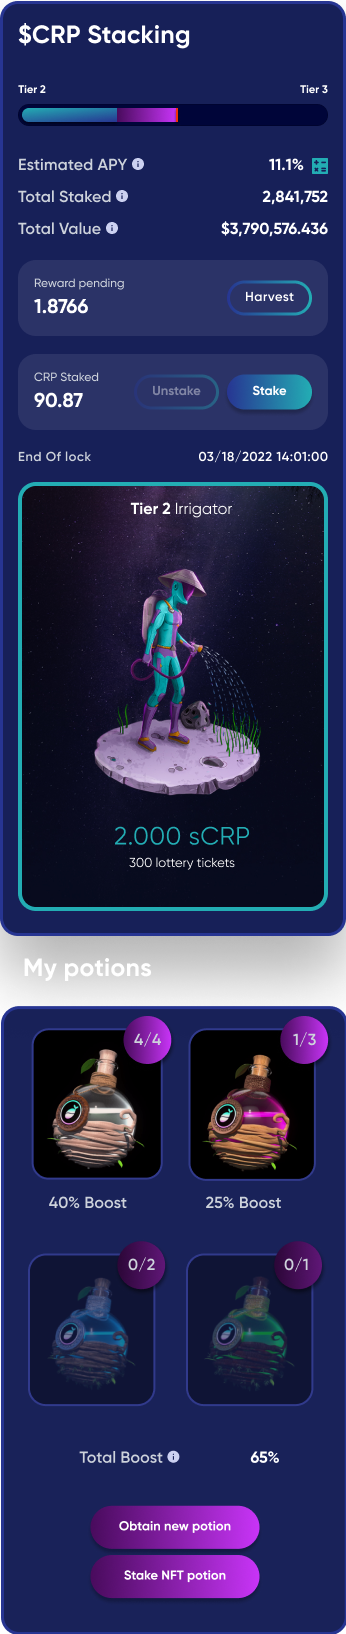 $CRP Stacking
Tier 2 Tier 3
Estimated APY 11.1%
Total Staked 2,841,752
Total Value $3,790,576.436
Reward pending
1.8766
Harvest
CRP Staked
90.87
Unstake Stake
End Of lock 03/18/2022 14:01:00
Tier 2 Irrigator
2.000 sCRP
300 lottery tickets
My potions
4/4 1/3
40% Boost 25% Boost
0/2 0/1
Total Boost 65%
Obtain new potion
Stake NFT potion